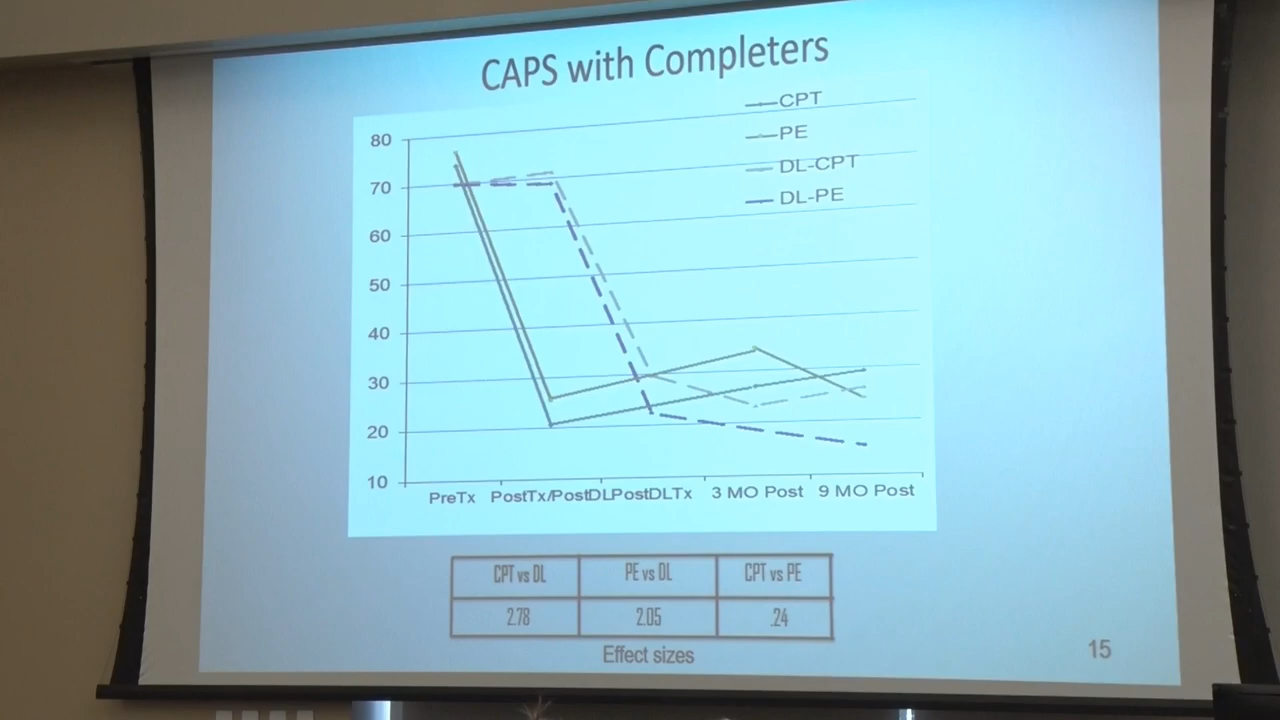 CAPS with Completers
CPT
PE
DL-CPT
DL-PE
80
70
60
50
40
30
20
10
PreTx PostTx/PostDL PostDLTx 3 MO Post 9 MO Post
CPT vs DL PE vs DL CPT vs PE
2.78 2.05 .24
Effect sizes
15